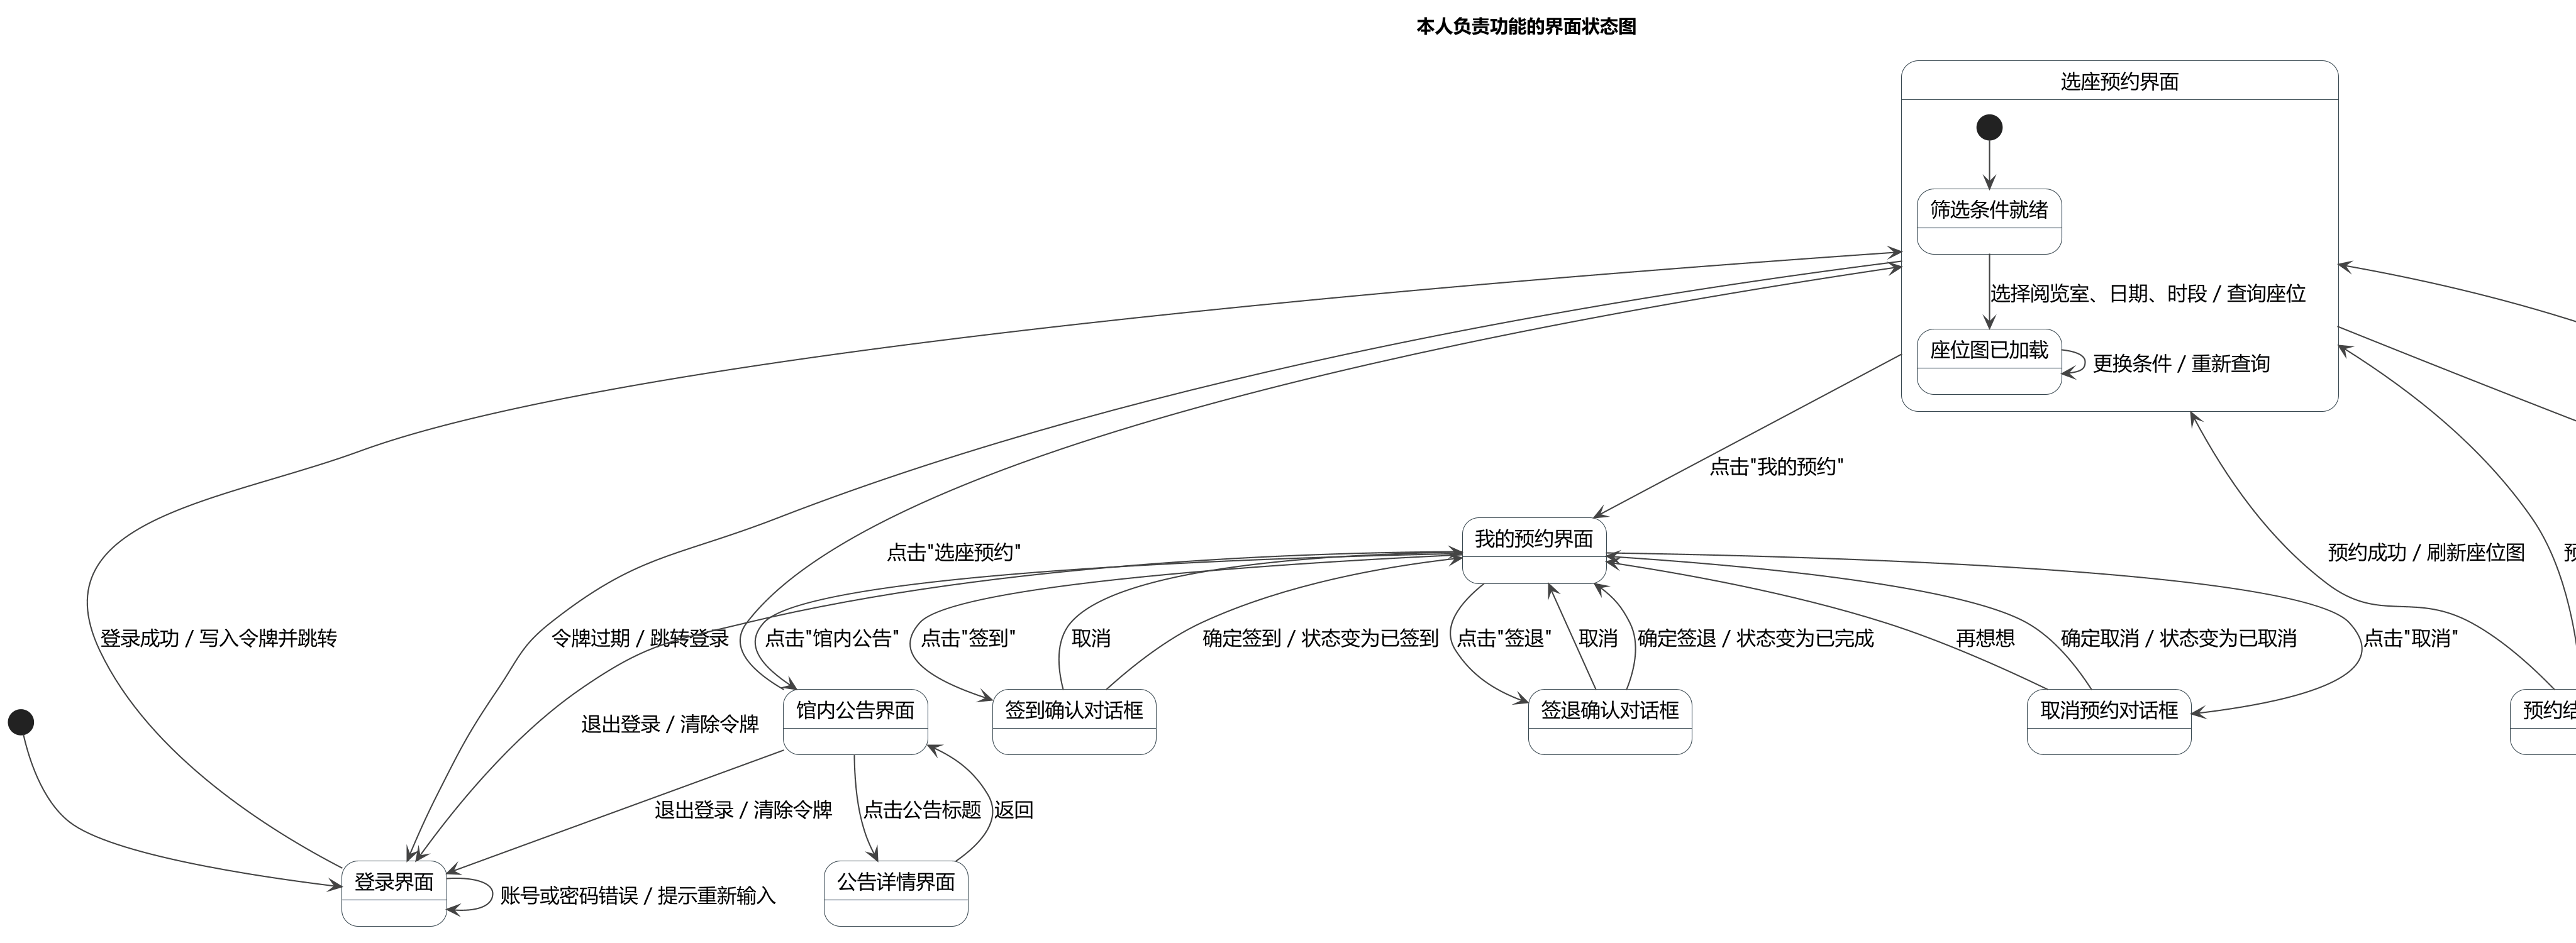 本人负责功能的界面状态图
选座预约界面
筛选条件就绪
选择阅览室、日期、时段 / 查询座位
座位图已加载
更换条件 / 重新查询
点击"我的预约"
我的预约界面
点击"选座预约"
预约成功 / 刷新座位图
预
登录成功 / 写入令牌并跳转
令牌过期 / 跳转登录
点击"馆内公告"
点击"签到"
取消
确定签到 / 状态变为已签到
点击"签退"
取消
确定签退 / 状态变为已完成
再想想
确定取消 / 状态变为已取消
点击"取消"
馆内公告界面
签到确认对话框
签退确认对话框
取消预约对话框
预约结
退出登录 / 清除令牌
退出登录 / 清除令牌
点击公告标题
返回
登录界面
账号或密码错误 / 提示重新输入
公告详情界面